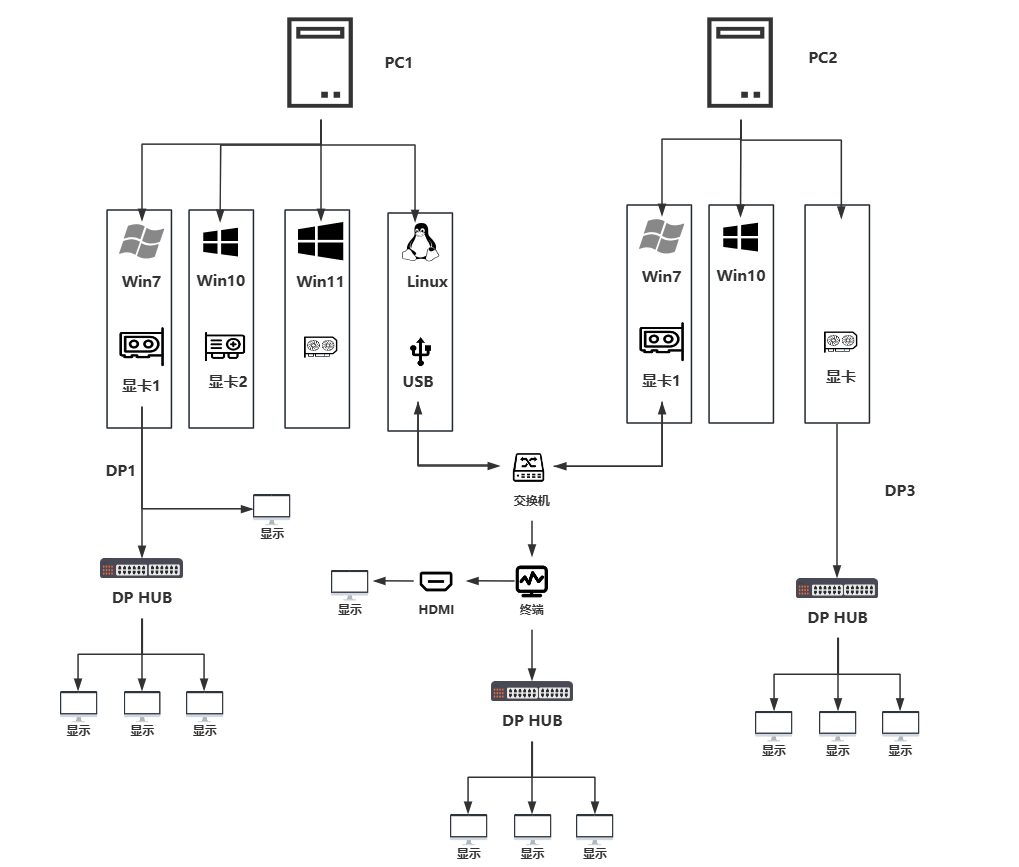 PC1
PC2
Win7
Win10
Win11
Linux
Win7
Win10
显卡1
显卡2
USB
显卡1
显卡
DP1
显示
交换机
DP3
DP HUB
显示
HDMI
终端
DP HUB
显示
显示
显示
DP HUB
显示
显示
显示
显示
显示
显示